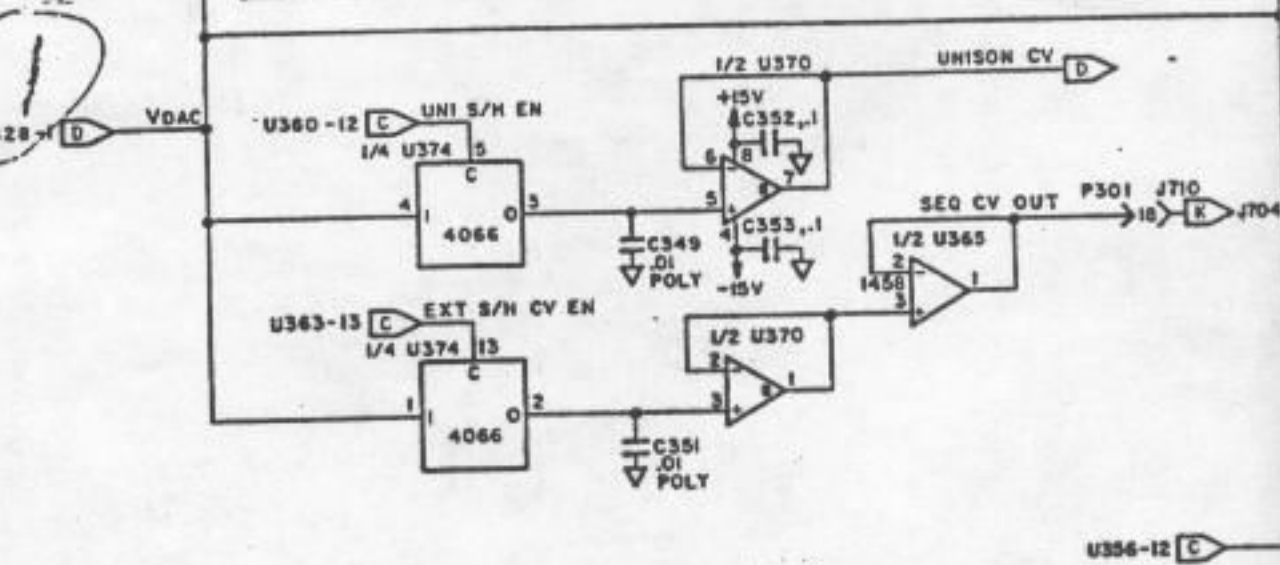 1/2 U370
UNISON CV
D
+15V
UNI S/H EN
C352,.1
VDAC
U360-12
C
28-1
D
1/4 U374
5
6
8
C
7
P301
J710
4
I
O
3
5
+
SEQ CV OUT
18
K
J704
4066
4
C353,.1
C349
.01
POLY
1/2 U365
2
-
1458
1
-15V
3
+
EXT S/H CV EN
U363-13
C
1/2 U370
1/4 U374
13
2
-
C
1
1
I
O
2
3
+
4066
C351
.01
POLY
U356-12
C